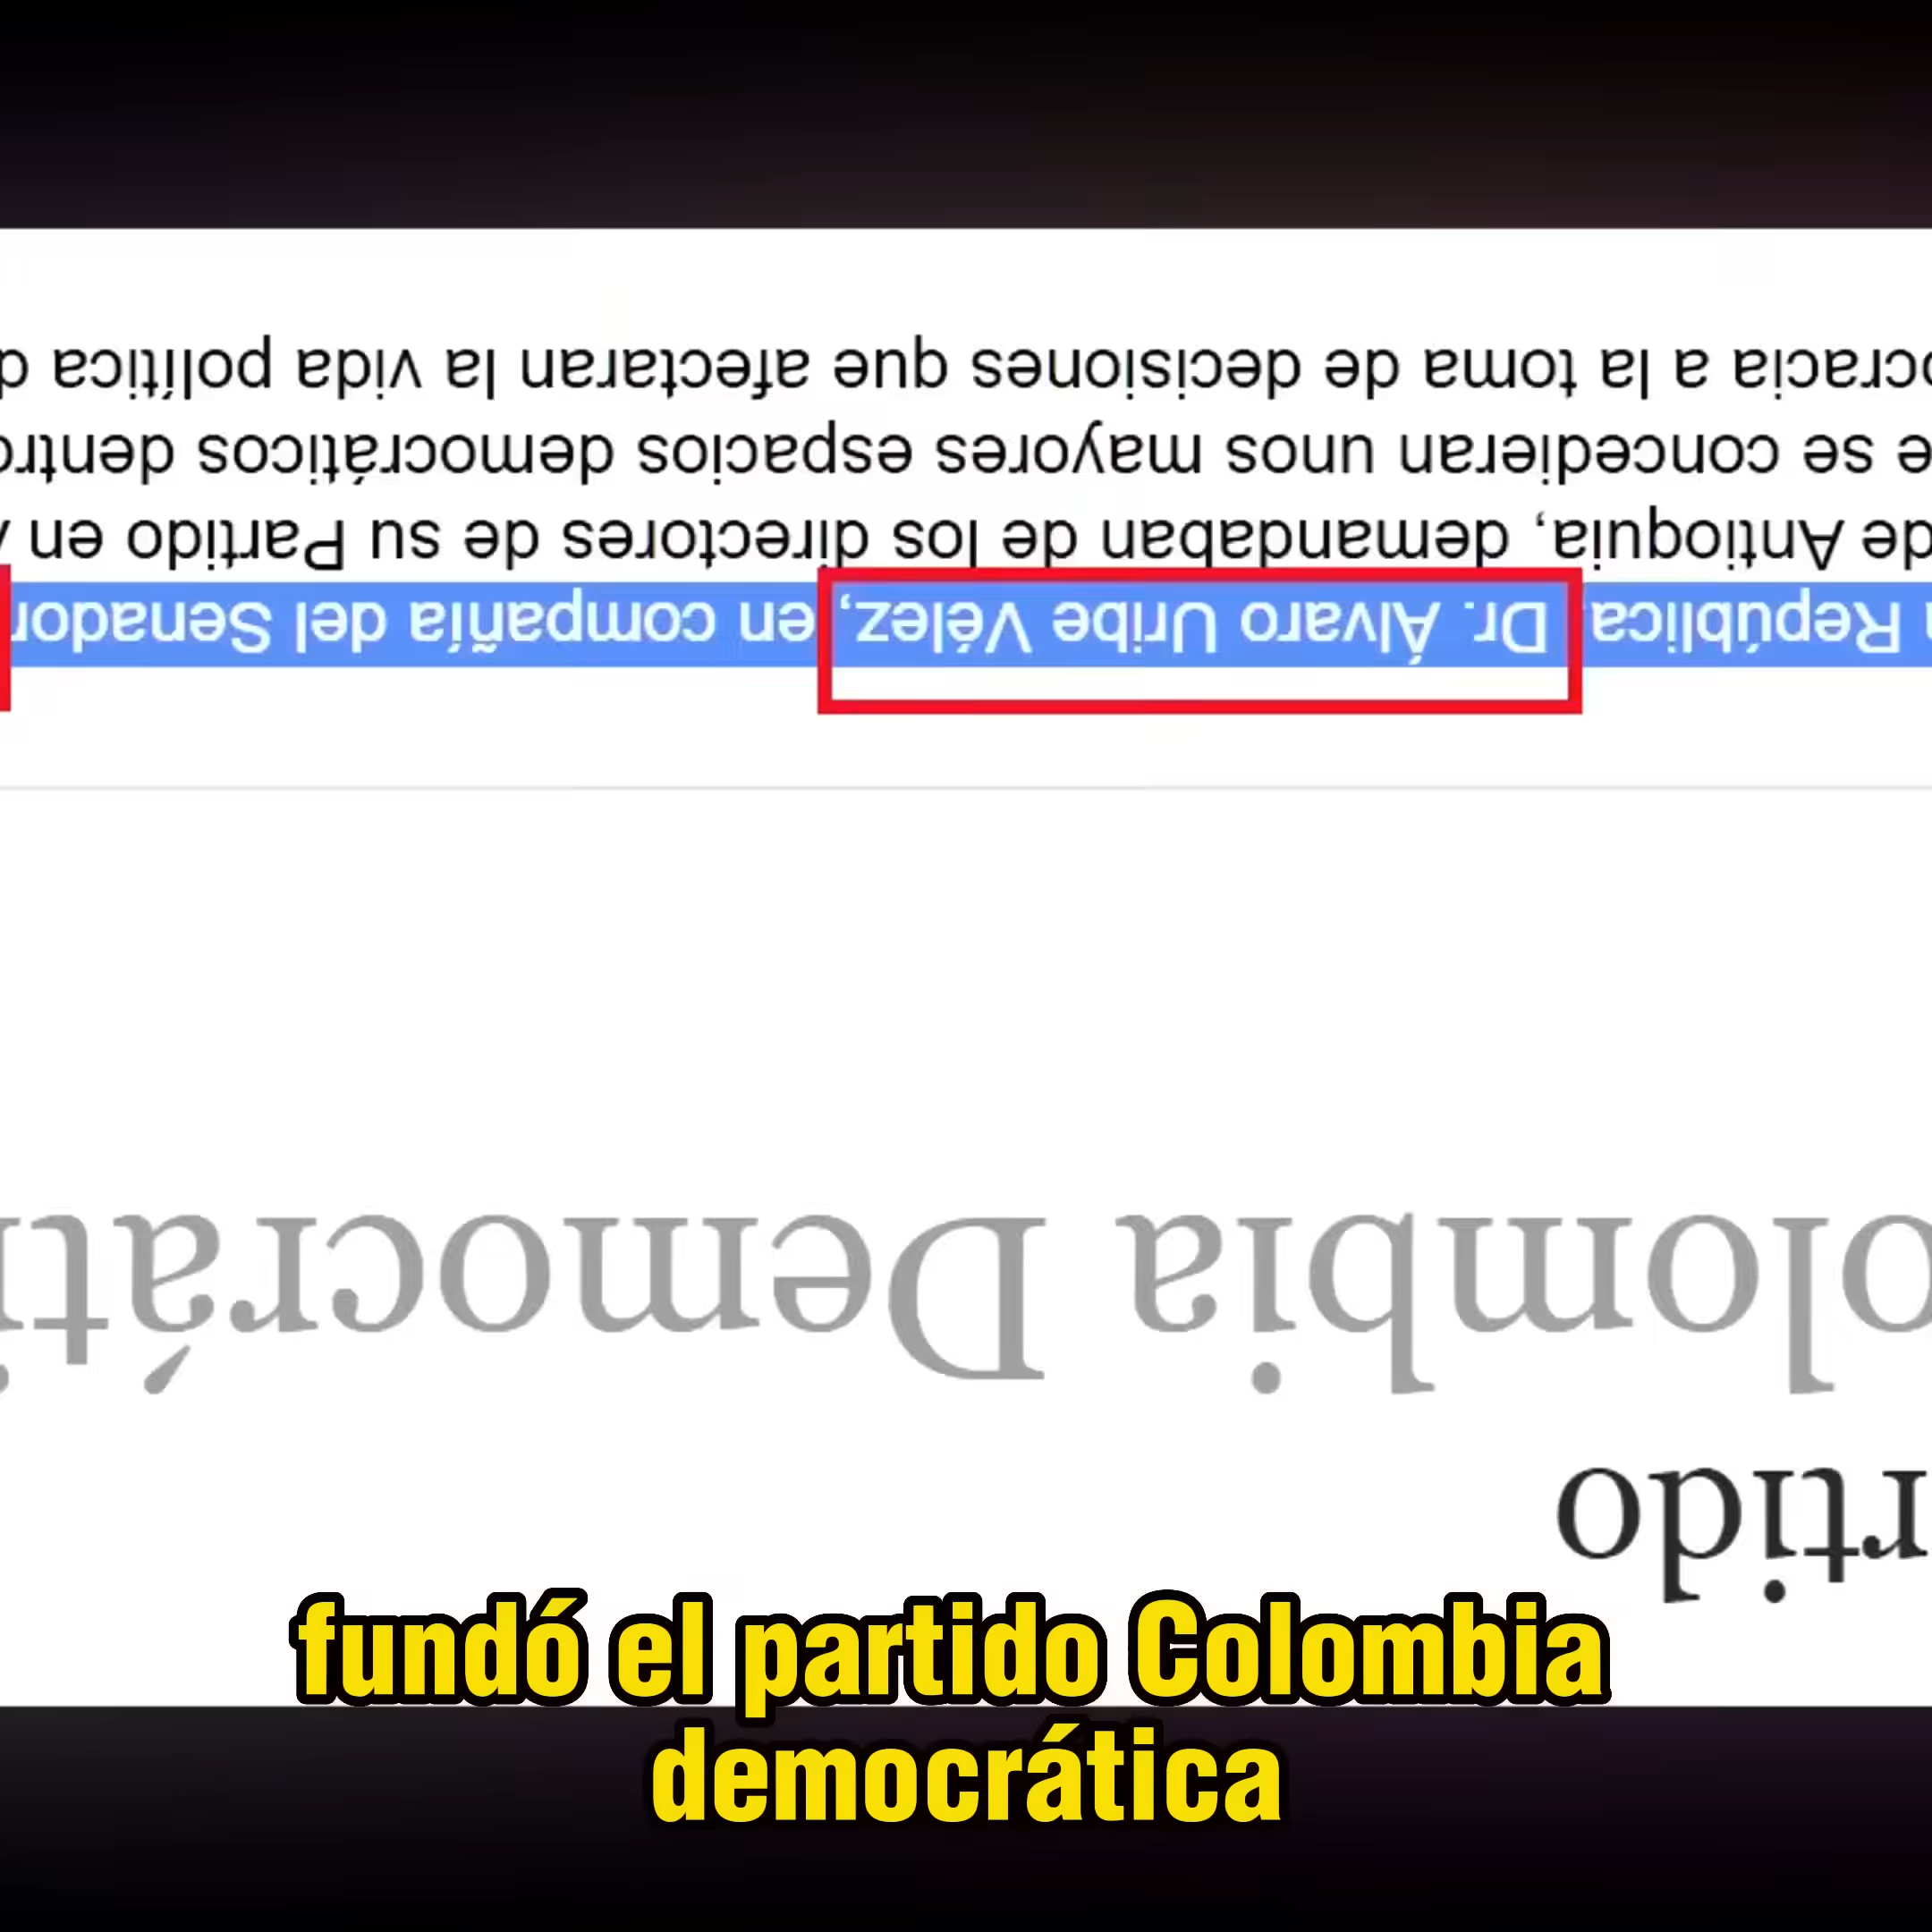 rtido
olombia Democráti
República, Dr. Álvaro Uribe Vélez, en compañía del Senador
de Antioquia, demandaban de los directores de su Partido en
e se concedieran unos mayores espacios democráticos dentro
ocracia a la toma de decisiones que afectaran la vida política d
fundó el partido Colombia
democrática